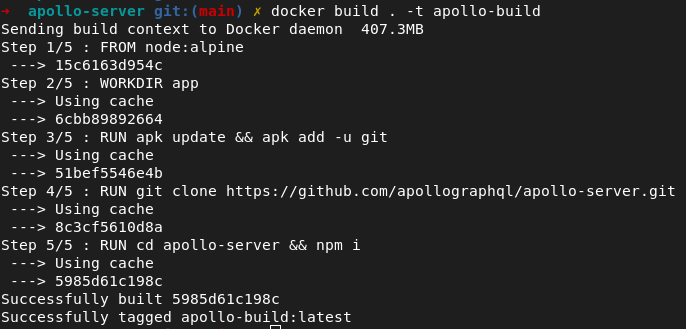 ➜  apollo-server git:(main) ✗ docker build . -t apollo-build
Sending build context to Docker daemon  407.3MB
Step 1/5 : FROM node:alpine
 ---> 15c6163d954c
Step 2/5 : WORKDIR app
 ---> Using cache
 ---> 6cbb89892664
Step 3/5 : RUN apk update && apk add -u git
 ---> Using cache
 ---> 51bef5546e4b
Step 4/5 : RUN git clone https://github.com/apollographql/apollo-server.git
 ---> Using cache
 ---> 8c3cf5610d8a
Step 5/5 : RUN cd apollo-server && npm i
 ---> Using cache
 ---> 5985d61c198c
Successfully built 5985d61c198c
Successfully tagged apollo-build:latest